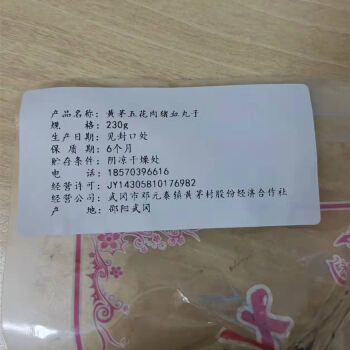 产品名称：黄茅五花肉猪血丸子
规    格：230g
生产日期：见封口处
保 质 期：6个月
贮存条件：阴凉干燥处
电    话：18570396616
经营许可：JY14305810176982
经营公司：武冈市邓元泰镇黄茅村股份经济合作社
产    地：邵阳武冈